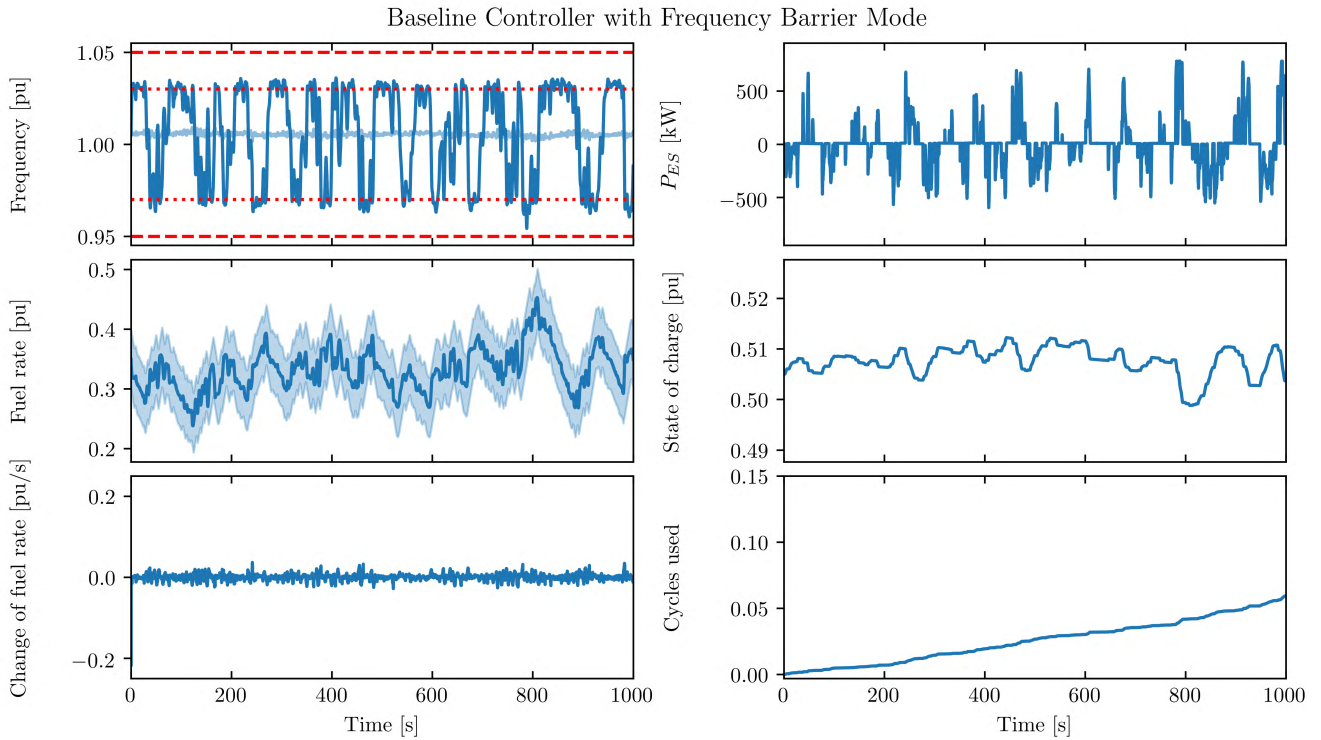 Baseline Controller with Frequency Barrier Mode
Frequency [pu]
1.05
1.00
0.95
P_ES [kW]
500
0
−500
Fuel rate [pu]
0.5
0.4
0.3
0.2
State of charge [pu]
0.52
0.51
0.50
0.49
Change of fuel rate [pu/s]
0.2
0.0
−0.2
0 200 400 600 800 1000
Time [s]
Cycles used
0.15
0.10
0.05
0.00
0 200 400 600 800 1000
Time [s]